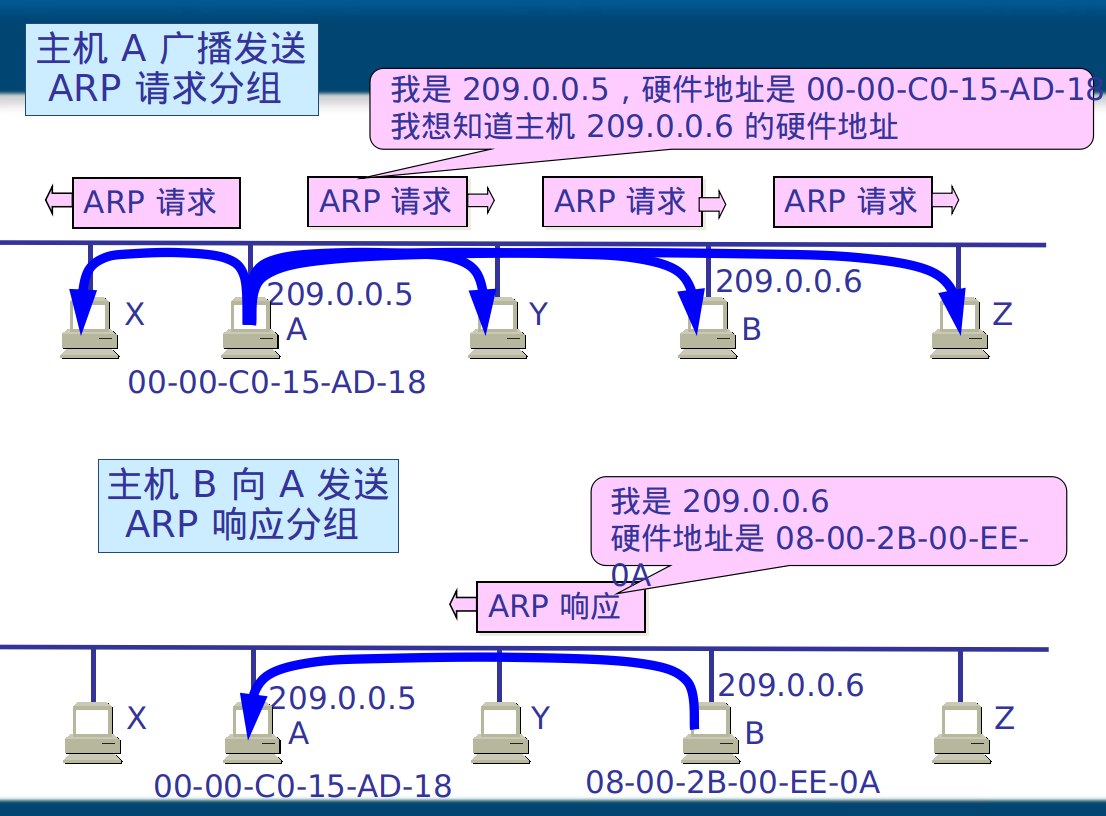 主机 A 广播发送
ARP 请求分组
我是 209.0.0.5，硬件地址是 00-00-C0-15-AD-18
我想知道主机 209.0.0.6 的硬件地址
ARP 请求
ARP 请求
ARP 请求
ARP 请求
209.0.0.5
209.0.0.6
X
A
Y
B
Z
00-00-C0-15-AD-18
主机 B 向 A 发送
ARP 响应分组
我是 209.0.0.6
硬件地址是 08-00-2B-00-EE-
0A
ARP 响应
209.0.0.5
209.0.0.6
X
A
Y
B
Z
00-00-C0-15-AD-18
08-00-2B-00-EE-0A